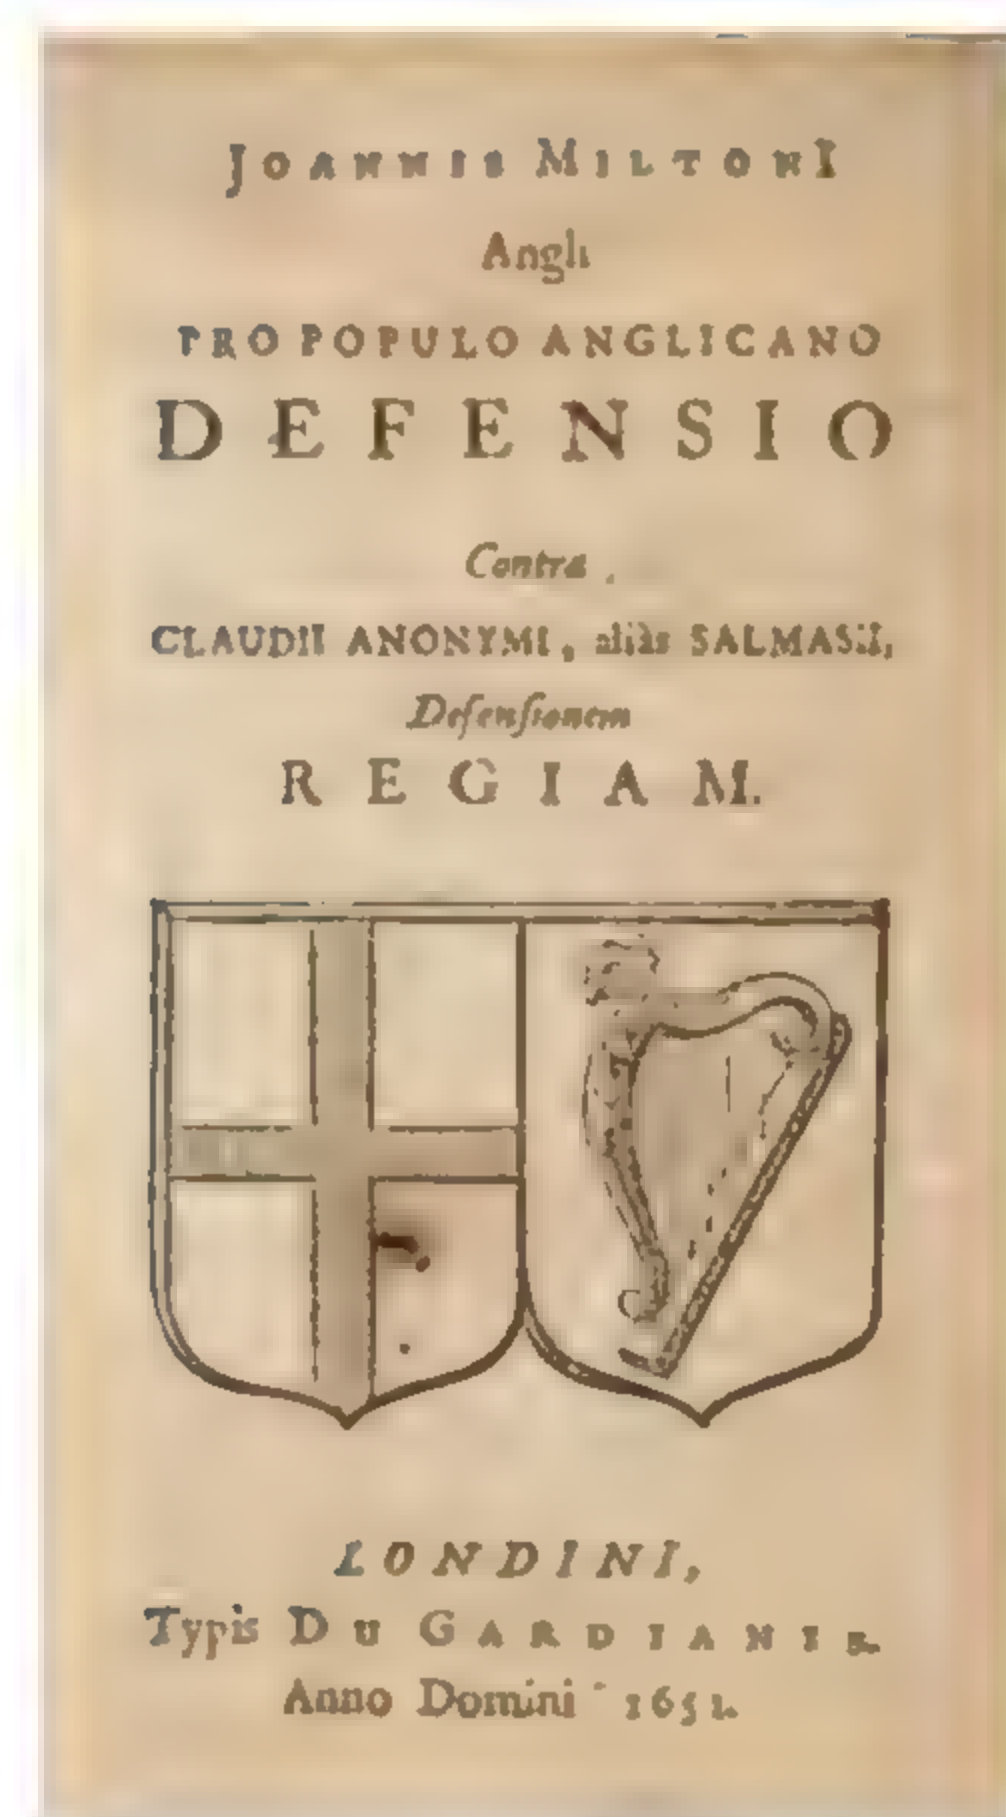 JOANNIS MILTONI
Angli
PRO POPULO ANGLICANO
DEFENSIO
Contra
CLAUDII ANONYMI, aliàs SALMASII,
Defenſionem
REGIAM.
LONDINI,
Typis DU GARDIANIS.
Anno Domini 1651.